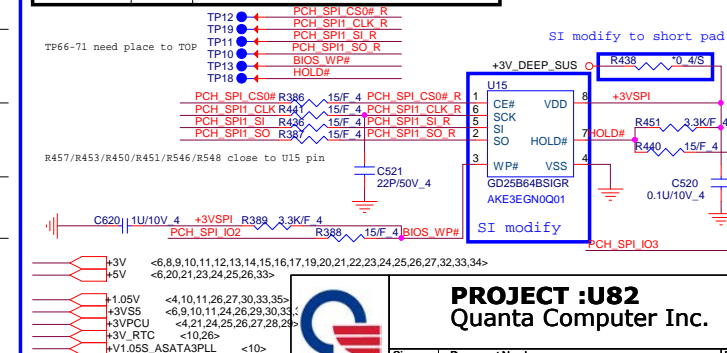 TP12 PCH_SPI_CS0#_R
TP19 PCH_SPI1_CLK_R
TP11 PCH_SPI1_SI_R
TP10 PCH_SPI1_SO_R
TP13 BIOS_WP#
TP18 HOLD#
TP66-71 need place to TOP
SI modify to short pad
+3V_DEEP_SUS R438 *0_4/S
U15
PCH_SPI_CS0# R386 15/F_4 PCH_SPI_CS0#_R 1 CE# VDD 8 +3VSPI
PCH_SPI1_CLK R441 15/F_4 PCH_SPI1_CLK_R 6 SCK
PCH_SPI1_SI R436 15/F_4 PCH_SPI1_SI_R 5 SI R451 3.3K/F_4
PCH_SPI1_SO R387 15/F_4 PCH_SPI1_SO_R 2 SO HOLD# 7 HOLD#
R440 15/F_4
R457/R453/R450/R451/R546/R548 close to U15 pin
3 WP# VSS 4
C521
22P/50V_4
GD25B64BSIGR
AKE3EGN0Q01
C520
0.1U/10V_4
C620 1U/10V_4 +3VSPI R389 3.3K/F_4
PCH_SPI_IO2 R388 15/F_4 BIOS_WP#
SI modify
PCH_SPI_IO3
+3V <6,8,9,10,11,12,13,14,15,16,17,19,20,21,22,23,24,25,26,27,32,33,34>
+5V <6,20,21,23,24,25,26,33>
+1.05V <4,10,11,26,27,30,33,35>
+3VS5 <6,9,10,11,24,26,29,30,33,
+3VPCU <4,21,24,25,26,27,28,29>
+3V_RTC <10,26>
+V1.05S_ASATA3PLL <10>
PROJECT :U82
Quanta Computer Inc.